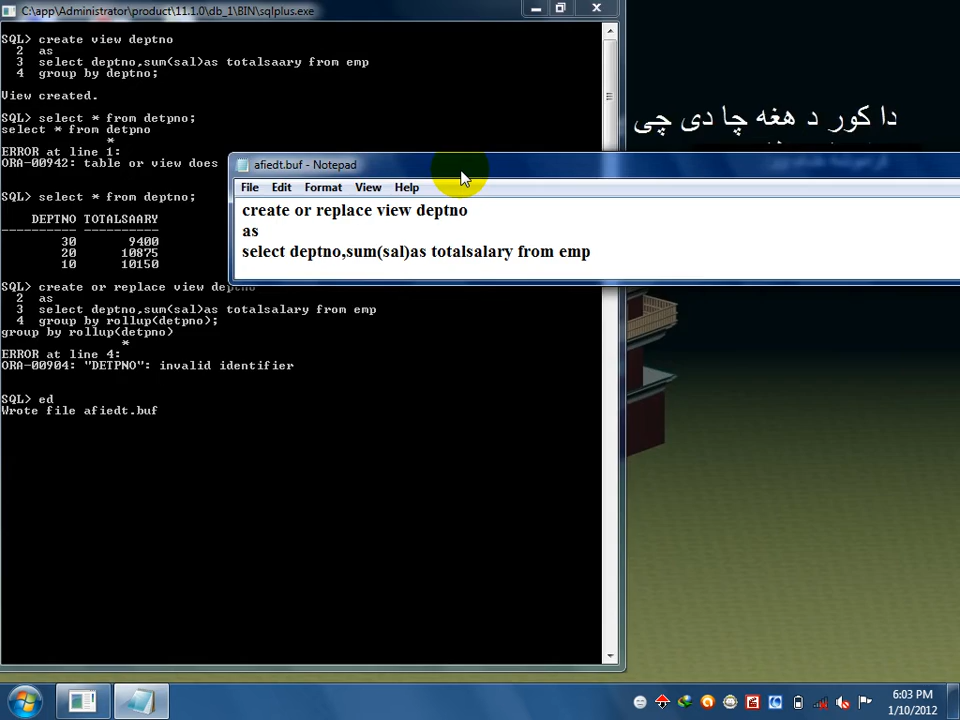 C:\app\Administrator\product\11.1.0\db_1\BIN\sqlplus.exe
SQL> create view deptno
2 as
3 select deptno,sum(sal)as totalsaary from emp
4 group by deptno;
View created.
SQL> select * from detpno;
select * from detpno
*
ERROR at line 1:
ORA-00942: table or view does
SQL> select * from deptno;
DEPTNO TOTALSAARY
---------- ----------
30 9400
20 10875
10 10150
SQL> create or replace view deptno
2 as
3 select deptno,sum(sal)as totalsalary from emp
4 group by rollup(detpno);
group by rollup(detpno)
*
ERROR at line 4:
ORA-00904: "DETPNO": invalid identifier
SQL> ed
Wrote file afiedt.buf
afiedt.buf - Notepad
File Edit Format View Help
create or replace view deptno
as
select deptno,sum(sal)as totalsalary from emp
دا کور د هغه چا دی چی
6:03 PM
1/10/2012